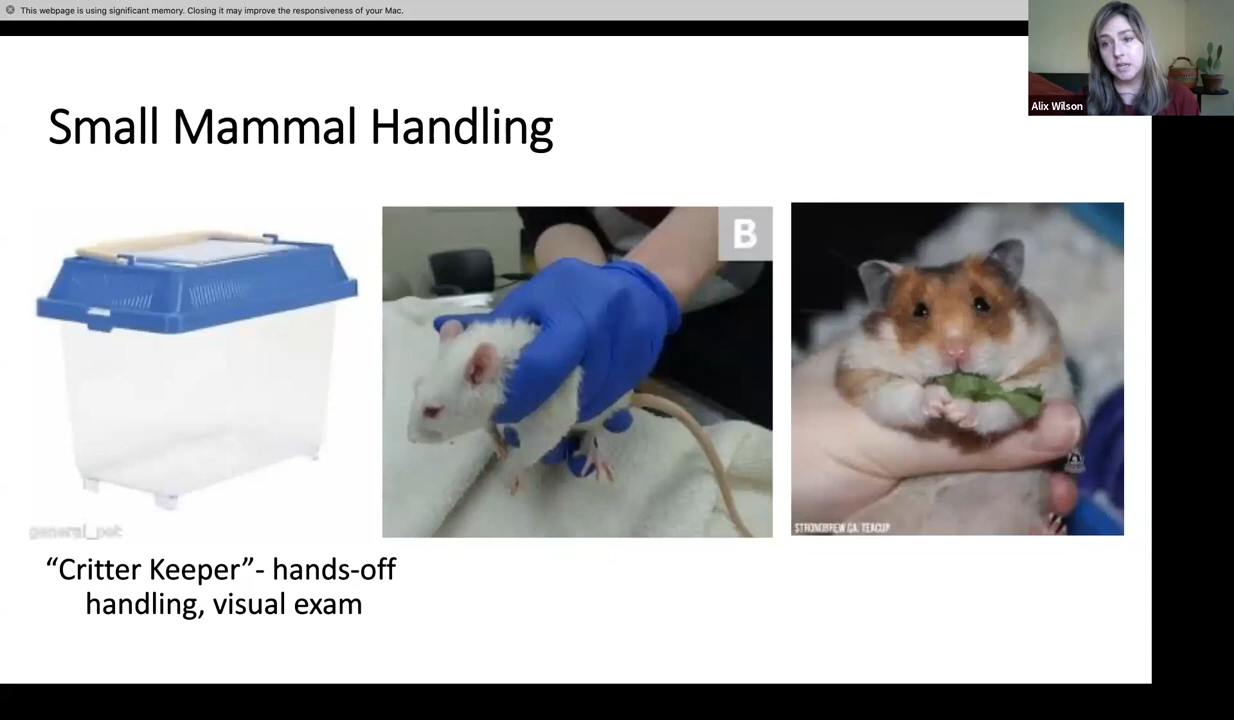 This webpage is using significant memory. Closing it may improve the responsiveness of your Mac.
Alix Wilson
Small Mammal Handling
B
general_pet
STRONGBREW.CA: TEACUP
“Critter Keeper”- hands-off
handling, visual exam